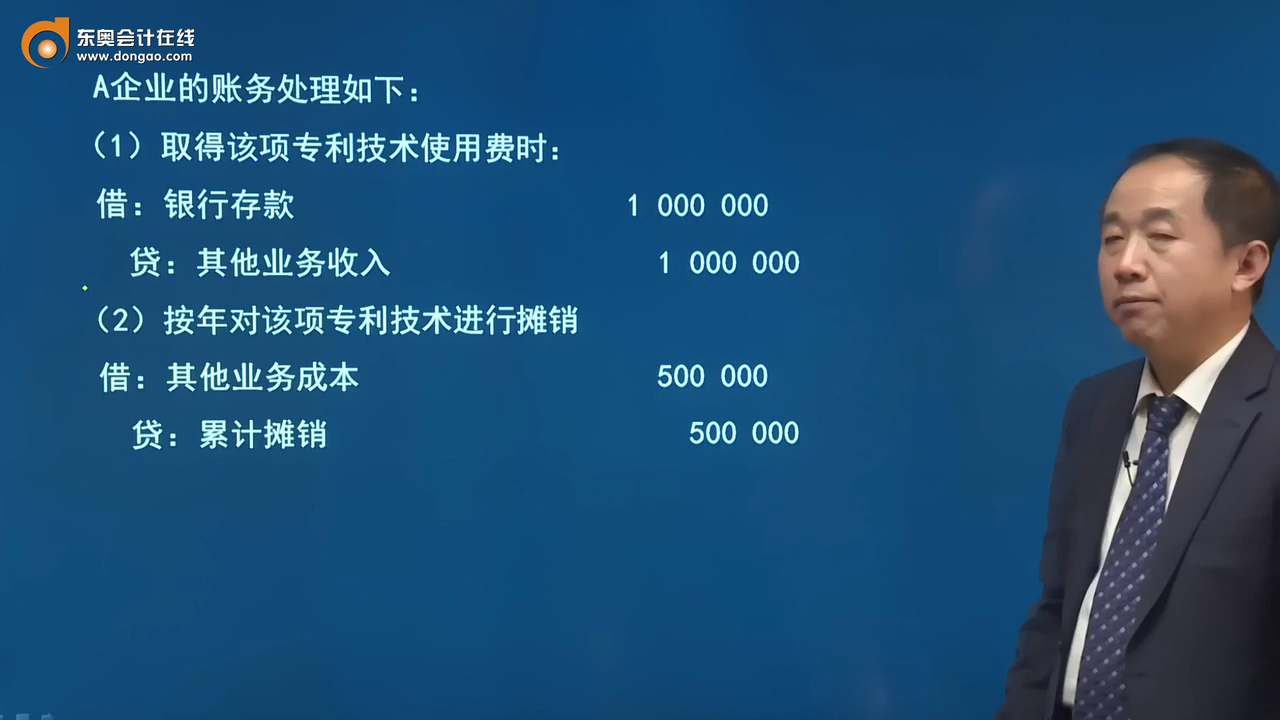 东奥会计在线
www.dongao.com
A企业的账务处理如下：
（1）取得该项专利技术使用费时：
借：银行存款 1 000 000
贷：其他业务收入 1 000 000
（2）按年对该项专利技术进行摊销
借：其他业务成本 500 000
贷：累计摊销 500 000